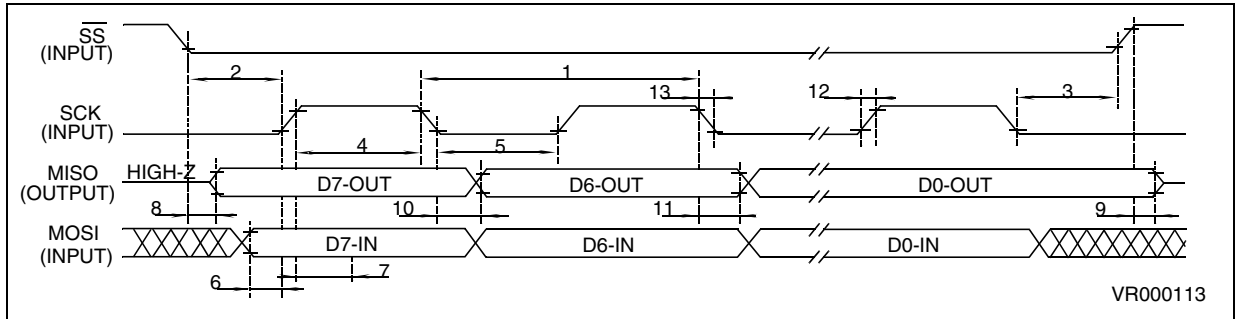 SS
(INPUT)
2
1
13
12
3
SCK
(INPUT)
4
5
MISO
(OUTPUT)
HIGH-Z
D7-OUT
D6-OUT
D0-OUT
8
10
11
9
MOSI
(INPUT)
D7-IN
D6-IN
D0-IN
7
6
VR000113